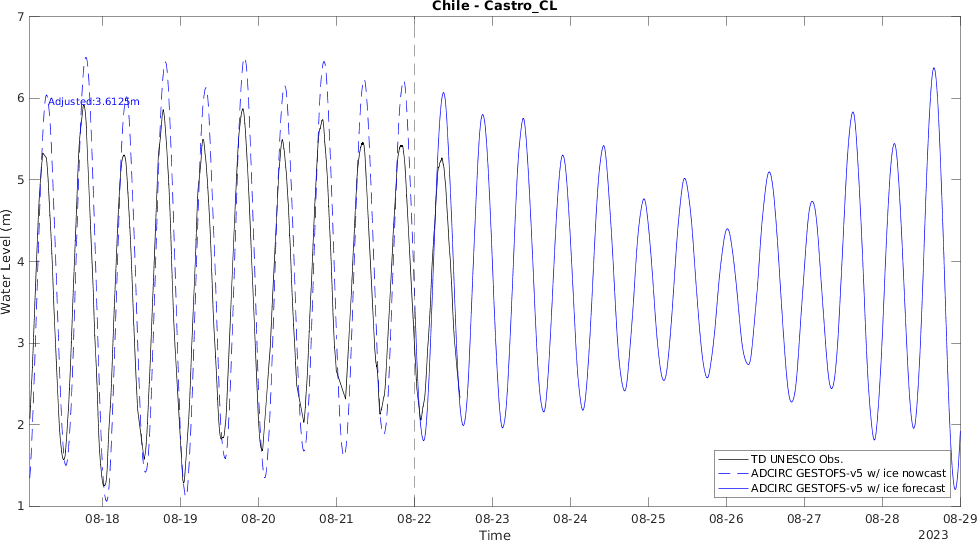 Chile - Castro_CL
7
6
5
4
3
2
1
Water Level (m)
Adjusted:3.6125m
TD UNESCO Obs.
ADCIRC GESTOFS-v5 w/ ice nowcast
ADCIRC GESTOFS-v5 w/ ice forecast
08-18 08-19 08-20 08-21 08-22 08-23 08-24 08-25 08-26 08-27 08-28 08-29
Time
2023